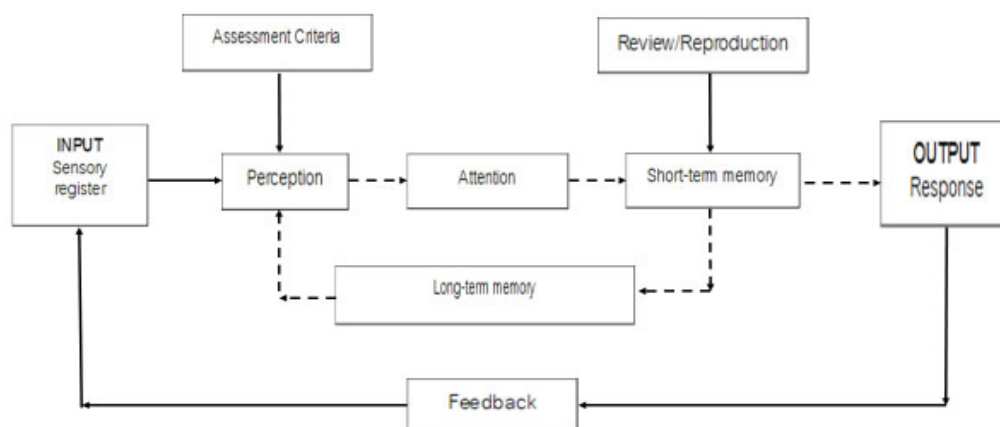 Assessment Criteria
Review/Reproduction
INPUT
Sensory
register
Perception
Attention
Short-term memory
OUTPUT
Response
Long-term memory
Feedback